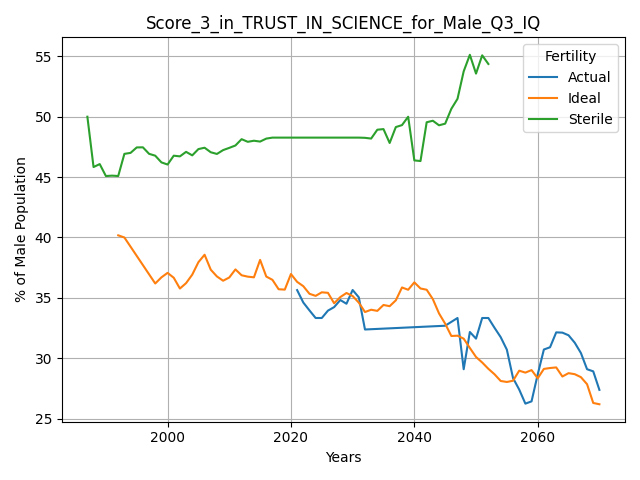 Score_3_in_TRUST_IN_SCIENCE_for_Male_Q3_IQ
Fertility
Actual
Ideal
Sterile
% of Male Population
55
50
45
40
35
30
25
2000 2020 2040 2060
Years